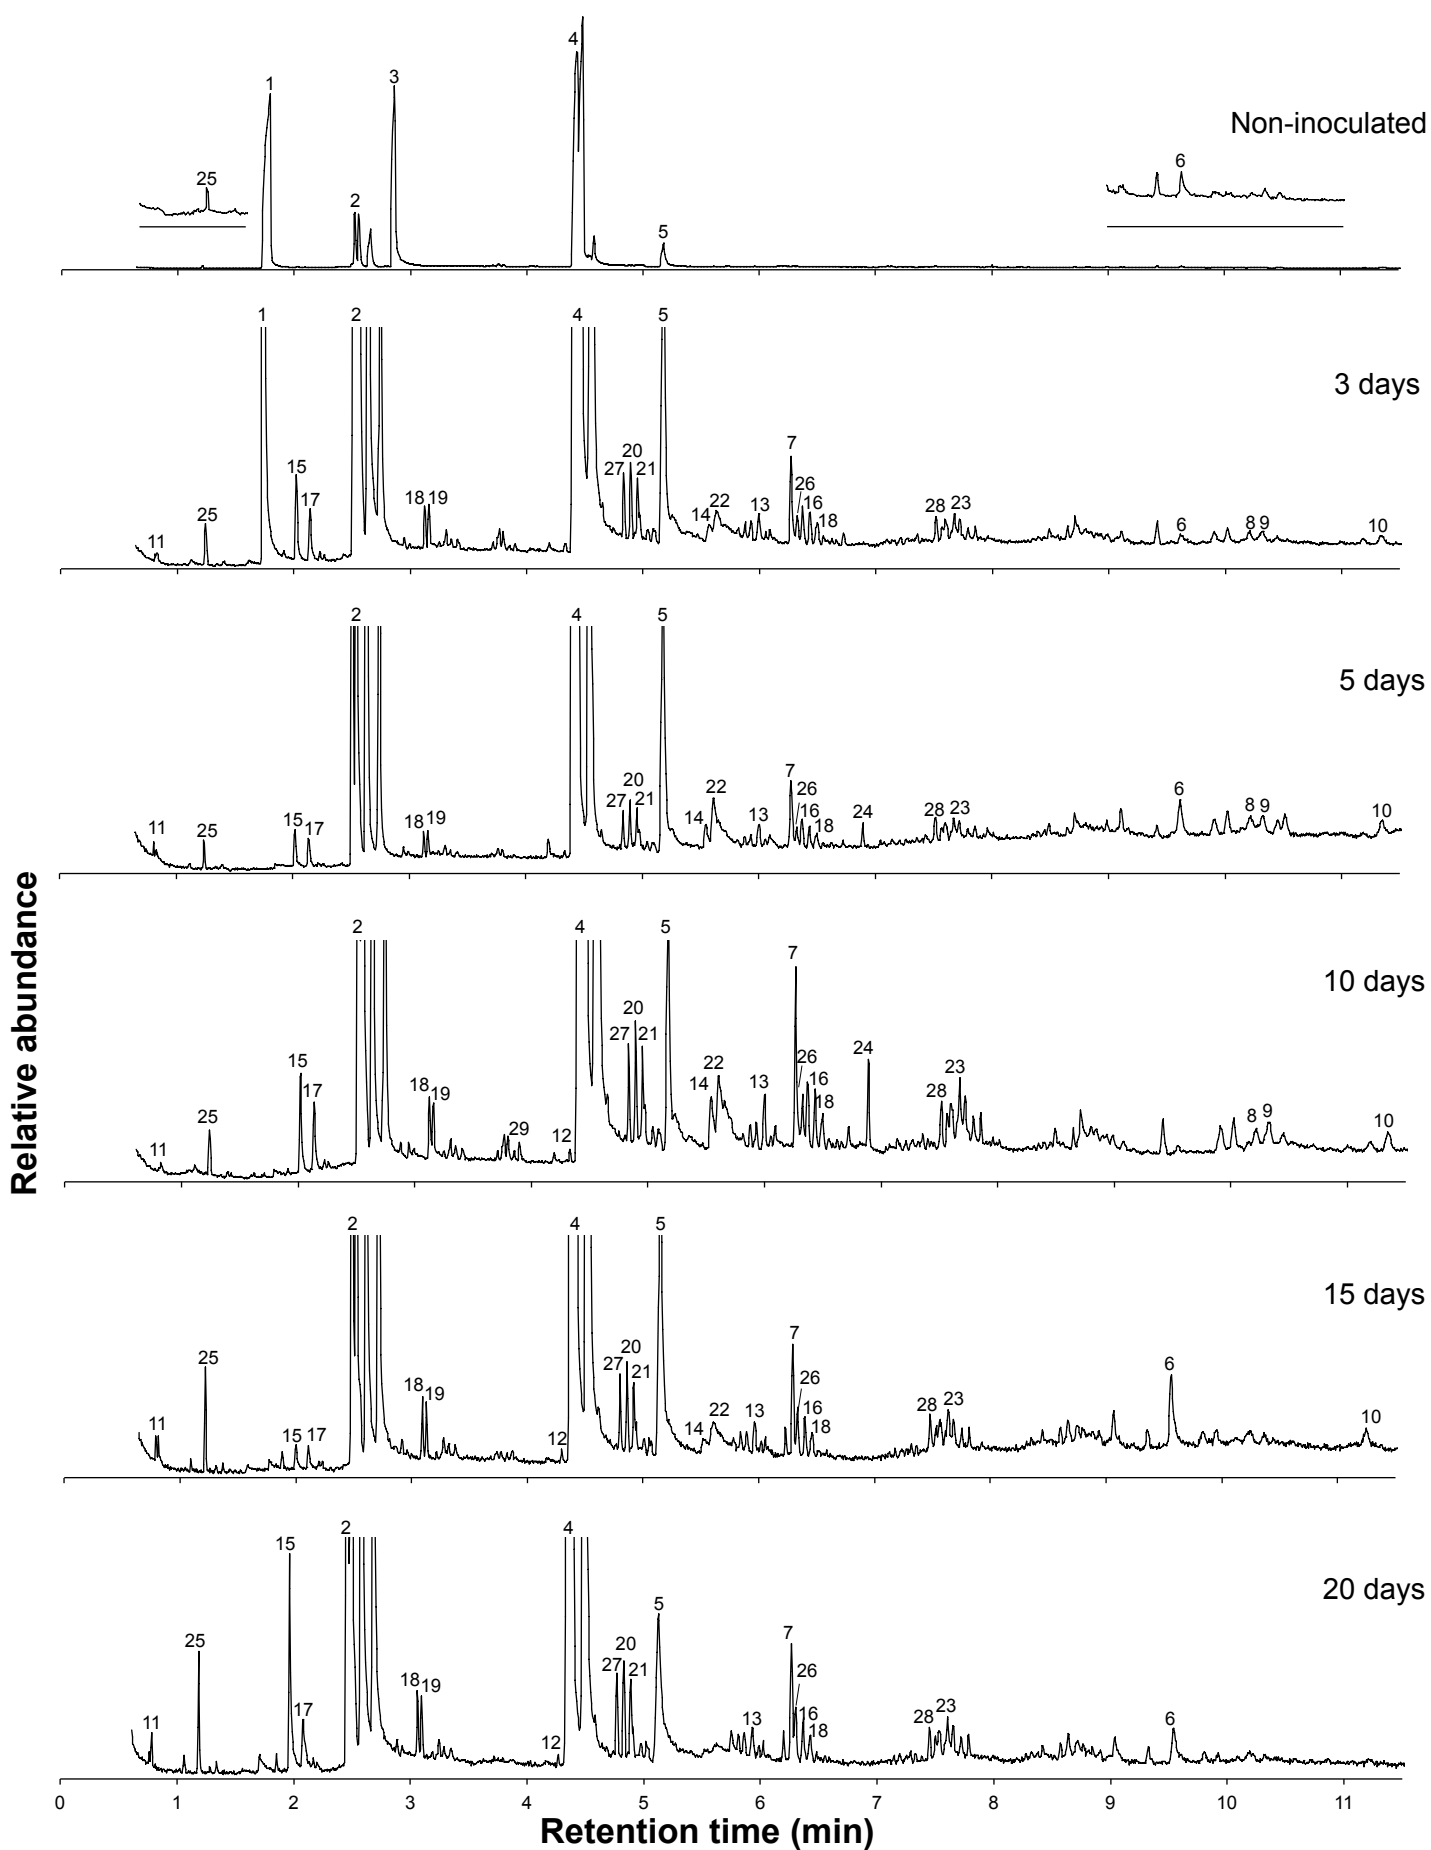 1 2 3 4 5 25 6
Non-inoculated
1 2 4 5
3 days
11 25 15 17 18 19 27 20 21 14 22 13 7 26 16 18 28 23 6 8 9 10
2 4 5
5 days
11 25 15 17 18 19 27 20 21 14 22 13 7 26 16 18 24 28 23 6 8 9 10
2 4 5
10 days
11 25 15 17 18 19 29 12 27 20 21 14 22 13 7 26 16 18 24 28 23 8 9 10
2 4 5
15 days
11 25 15 17 18 19 12 27 20 21 14 22 13 7 26 16 18 28 23 6 10
2 4 5
20 days
11 25 15 17 18 19 12 27 20 21 13 7 26 16 18 28 23 6
Relative abundance
0 1 2 3 4 5 6 7 8 9 10 11
Retention time (min)